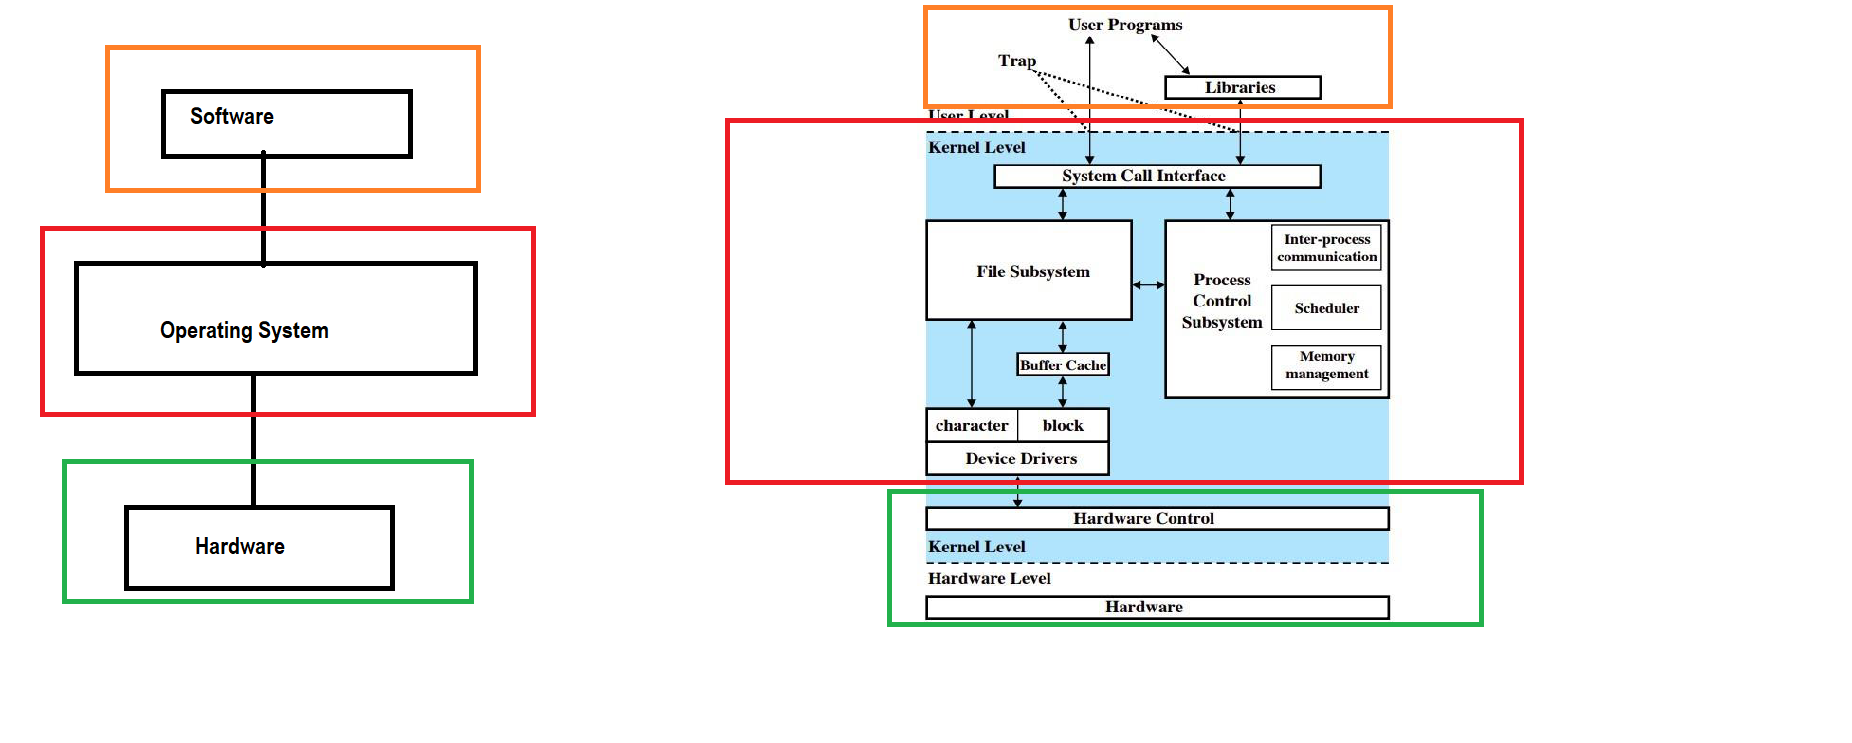 Software
Operating System
Hardware
User Programs
Trap
Libraries
User Level
Kernel Level
System Call Interface
File Subsystem
Process
Control
Subsystem
Inter-process
communication
Scheduler
Memory
management
Buffer Cache
character
block
Device Drivers
Hardware Control
Kernel Level
Hardware Level
Hardware